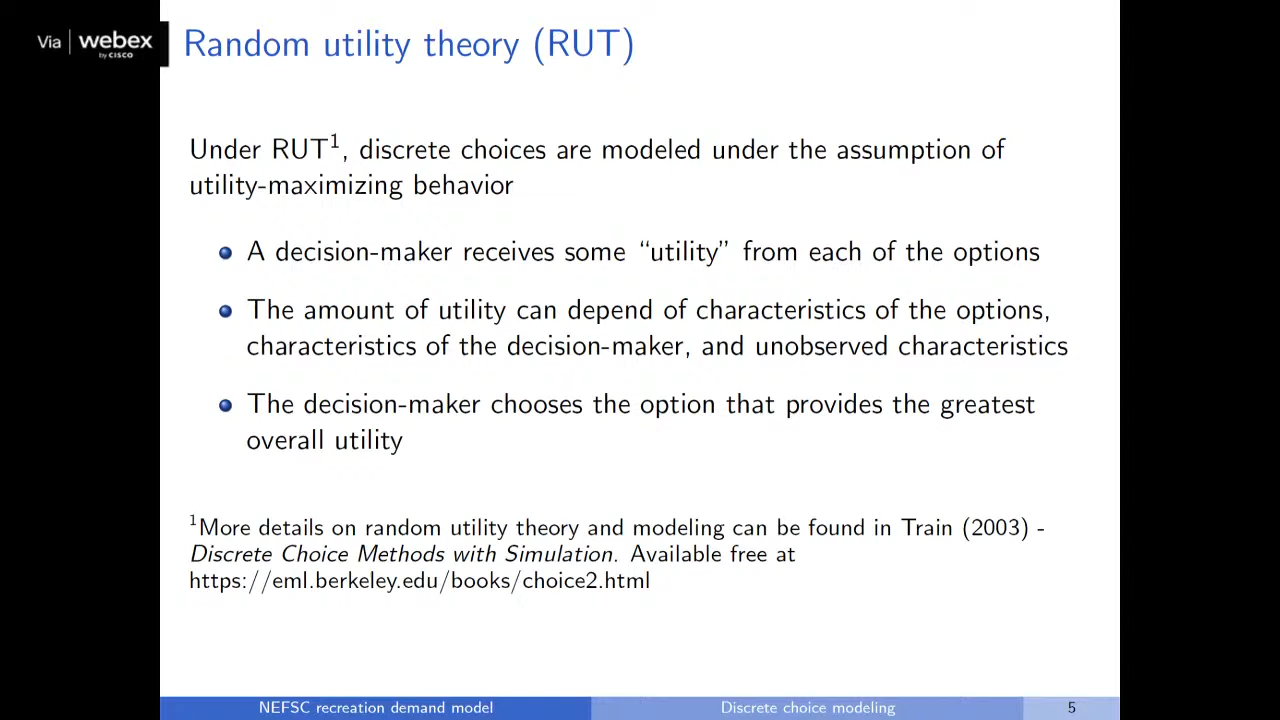 Via webex
by CISCO
Random utility theory (RUT)
Under RUT1, discrete choices are modeled under the assumption of
utility-maximizing behavior
A decision-maker receives some “utility” from each of the options
The amount of utility can depend of characteristics of the options,
characteristics of the decision-maker, and unobserved characteristics
The decision-maker chooses the option that provides the greatest
overall utility
1More details on random utility theory and modeling can be found in Train (2003) -
Discrete Choice Methods with Simulation. Available free at
https://eml.berkeley.edu/books/choice2.html
NEFSC recreation demand model Discrete choice modeling 5